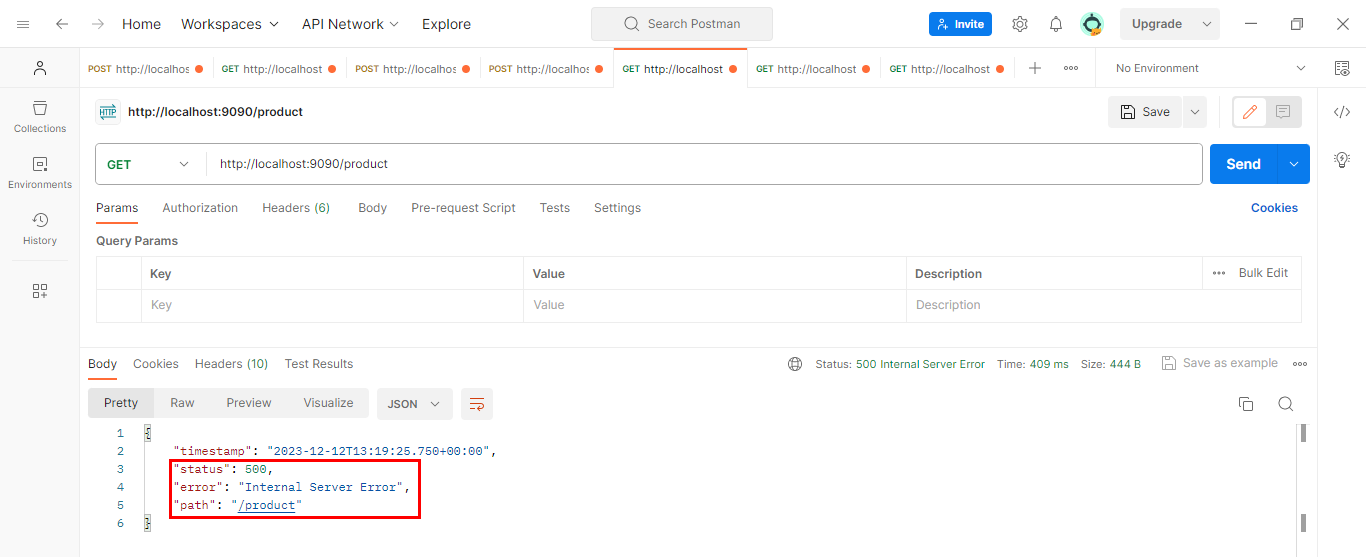 Home Workspaces API Network Explore Search Postman Invite Upgrade
POST http://localhos GET http://localhost POST http://localhos POST http://localhos GET http://localhost GET http://localhost GET http://localhost No Environment
HTTP http://localhost:9090/product Save
Collections
GET http://localhost:9090/product Send
Environments
Params Authorization Headers (6) Body Pre-request Script Tests Settings Cookies
History
Query Params
Key Value Description Bulk Edit
Key Value Description
Body Cookies Headers (10) Test Results Status: 500 Internal Server Error Time: 409 ms Size: 444 B Save as example
Pretty Raw Preview Visualize JSON
1 {
2 "timestamp": "2023-12-12T13:19:25.750+00:00",
3 "status": 500,
4 "error": "Internal Server Error",
5 "path": "/product"
6 }